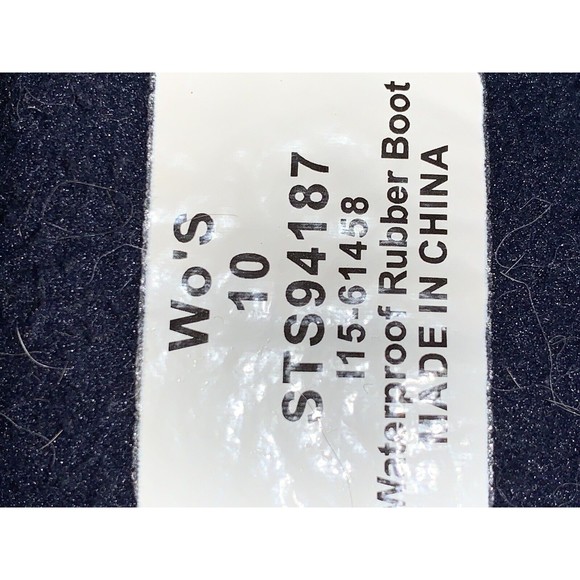 Wo'S
10
STS94187
I15-61458
Waterproof Rubber Boot
MADE IN CHINA